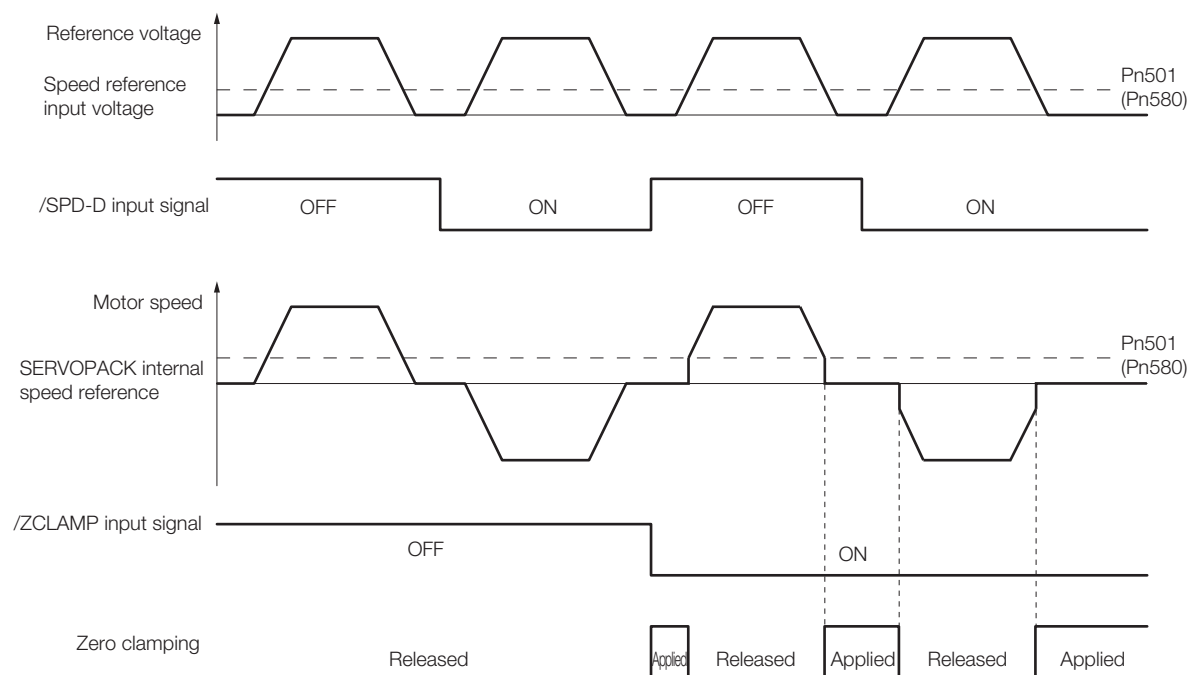 Reference voltage
Speed reference
input voltage
Pn501
(Pn580)
/SPD-D input signal
OFF
ON
OFF
ON
Motor speed
SERVOPACK internal
speed reference
Pn501
(Pn580)
/ZCLAMP input signal
OFF
ON
Zero clamping
Released
Applied
Released
Applied
Released
Applied